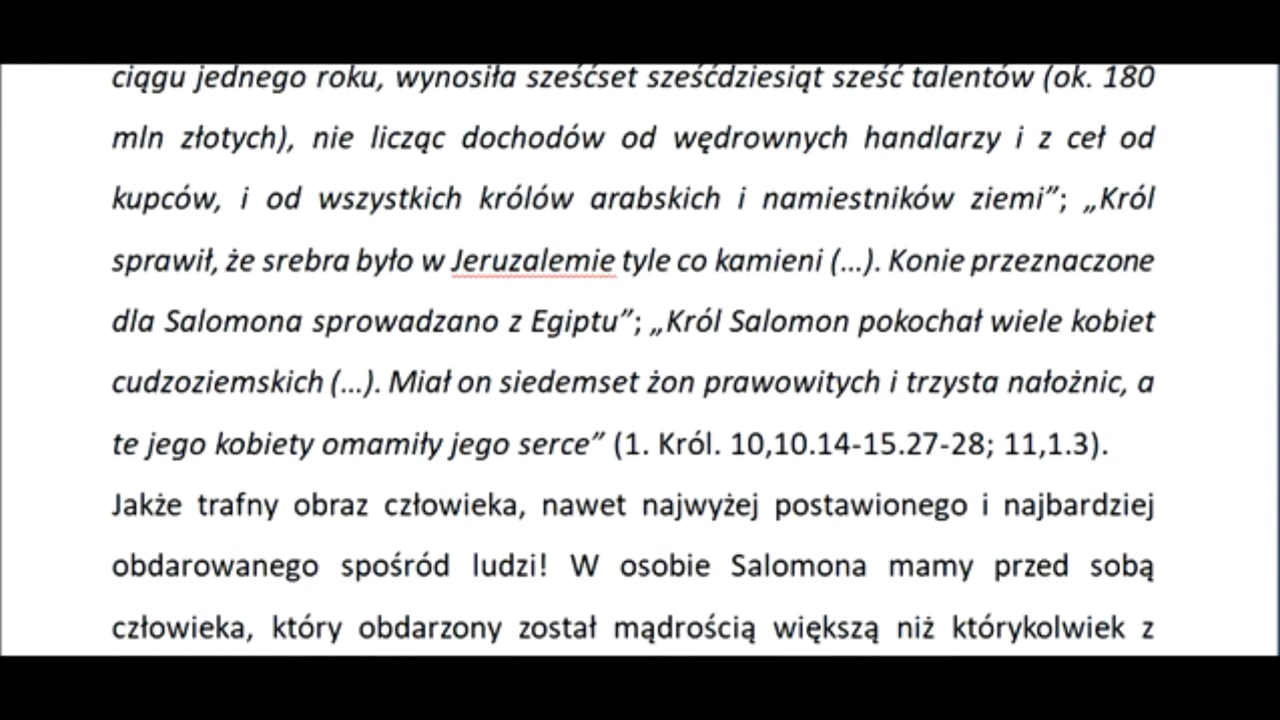 ciągu jednego roku, wynosiła sześćset sześćdziesiąt sześć talentów (ok. 180
mln złotych), nie licząc dochodów od wędrownych handlarzy i z ceł od
kupców, i od wszystkich królów arabskich i namiestników ziemi”; „Król
sprawił, że srebra było w Jeruzalemie tyle co kamieni (…). Konie przeznaczone
dla Salomona sprowadzano z Egiptu”; „Król Salomon pokochał wiele kobiet
cudzoziemskich (…). Miał on siedemset żon prawowitych i trzysta nałożnic, a
te jego kobiety omamiły jego serce” (1. Król. 10,10.14-15.27-28; 11,1.3).
Jakże trafny obraz człowieka, nawet najwyżej postawionego i najbardziej
obdarowanego spośród ludzi! W osobie Salomona mamy przed sobą
człowieka, który obdarzony został mądrością większą niż którykolwiek z